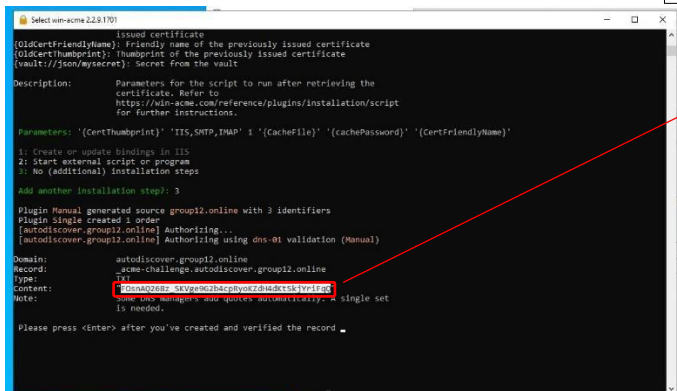 Select win-acme 2.2.9.1701
issued certificate
{OldCertFriendlyName}: Friendly name of the previously issued certificate
{OldCertThumbprint}: Thumbprint of the previously issued certificate
{vault://json/mysecret}: Secret from the vault
Description: Parameters for the script to run after retrieving the
certificate. Refer to
https://win-acme.com/reference/plugins/installation/script
for further instructions.
Parameters: '{CertThumbprint}' 'IIS,SMTP,IMAP' 1 '{CacheFile}' '{cachePassword}' '{CertFriendlyName}'
1: Create or update bindings in IIS
2: Start external script or program
3: No (additional) installation steps
Add another installation step?: 3
Plugin Manual generated source group12.online with 3 identifiers
Plugin Single created 1 order
[autodiscover.group12.online] Authorizing...
[autodiscover.group12.online] Authorizing using dns-01 validation (Manual)
Domain: autodiscover.group12.online
Record: _acme-challenge.autodiscover.group12.online
Type: TXT
Content:
Note: Some DNS managers add quotes automatically. A single set
is needed.
Please press <Enter> after you've created and verified the record